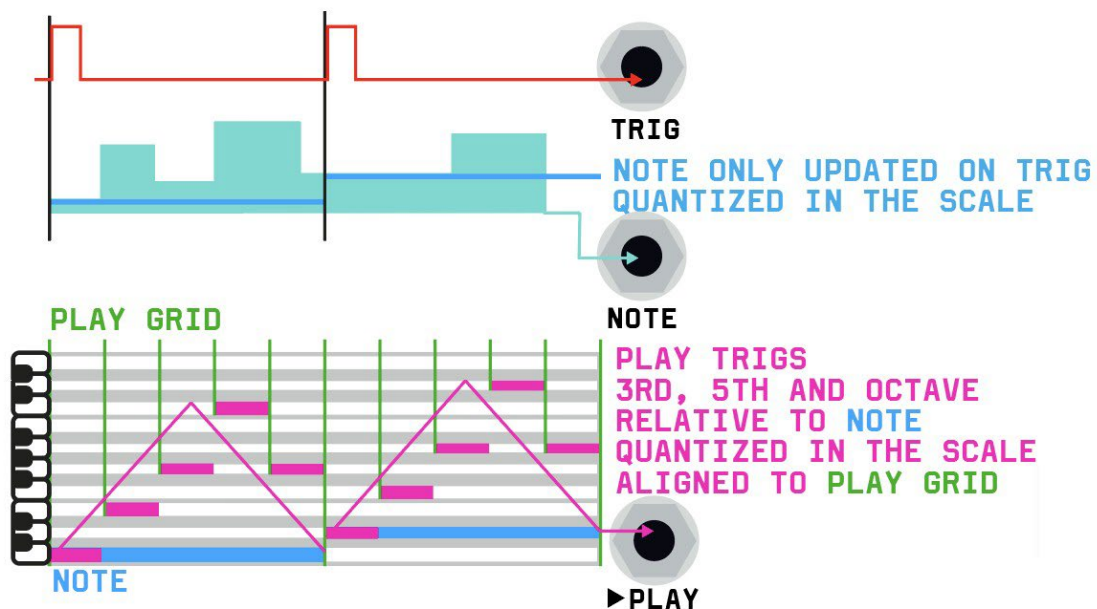 TRIG
NOTE ONLY UPDATED ON TRIG
QUANTIZED IN THE SCALE
NOTE
PLAY GRID
PLAY TRIGS
3RD, 5TH AND OCTAVE
RELATIVE TO NOTE
QUANTIZED IN THE SCALE
ALIGNED TO PLAY GRID
NOTE
▶PLAY